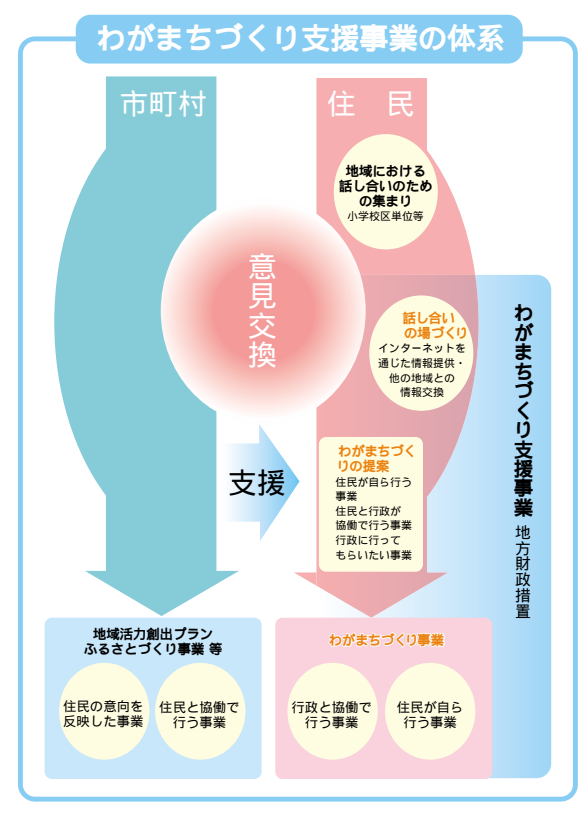 わがまちづくり支援事業の体系
市町村
住　民
地域における
話し合いのため
の集まり
小学校区単位等
意見交換
話し合い
の場づくり
インターネットを
通じた情報提供・
他の地域との
情報交換
わがまちづくり支援事業 地方財政措置
支援
わがまちづく
りの提案
住民が自ら行う
事業
住民と行政が
協働で行う事業
行政に行って
もらいたい事業
地域活力創出プラン
ふるさとづくり事業 等
住民の意向を
反映した事業
住民と協働で
行う事業
わがまちづくり事業
行政と協働で
行う事業
住民が自ら
行う事業